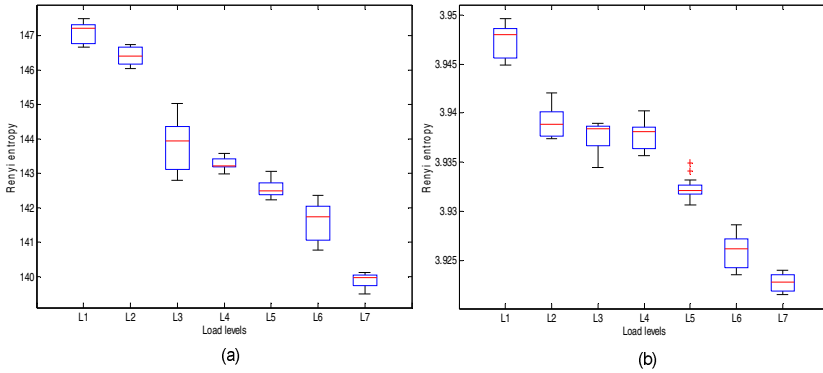 147
146
145
144
143
142
140
Renyi entropy
L1 L2 L3 L4 L5 L6 L7
Load levels
(a)
3.95
3.945
3.94
3.935
3.93
3.925
Renyi entropy
L1 L2 L3 L4 L5 L6 L7
Load levels
(b)